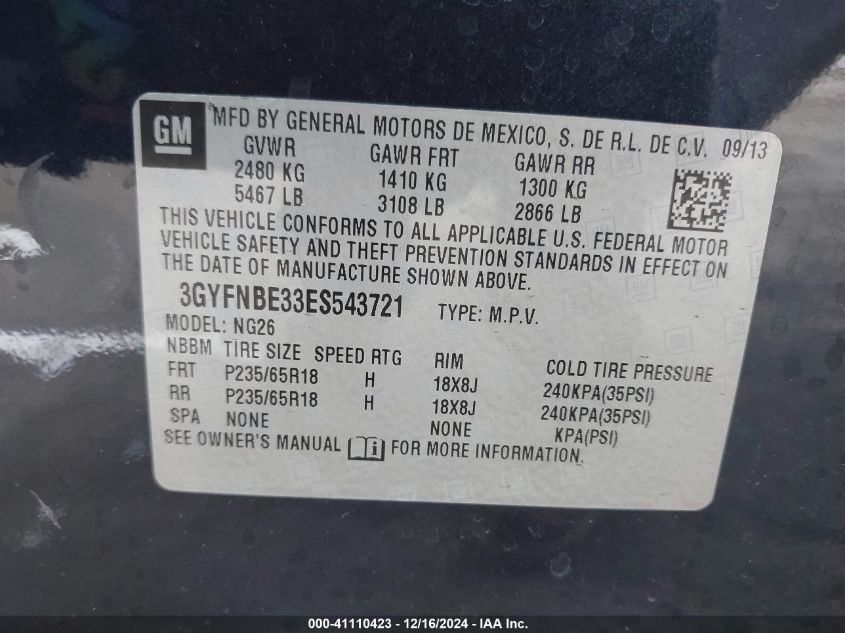 GM ® MFD BY GENERAL MOTORS DE MEXICO, S. DE R.L. DE C.V. 09/13
GVWR GAWR FRT GAWR RR
2480 KG 1410 KG 1300 KG
5467 LB 3108 LB 2866 LB
THIS VEHICLE CONFORMS TO ALL APPLICABLE U.S. FEDERAL MOTOR
VEHICLE SAFETY AND THEFT PREVENTION STANDARDS IN EFFECT ON
THE DATE OF MANUFACTURE SHOWN ABOVE.
3GYFNBE33ES543721 TYPE: M.P.V.
MODEL: NG26
NBBM TIRE SIZE SPEED RTG RIM COLD TIRE PRESSURE
FRT P235/65R18 H 18X8J 240KPA(35PSI)
RR P235/65R18 H 18X8J 240KPA(35PSI)
SPA NONE NONE KPA(PSI)
SEE OWNER'S MANUAL FOR MORE INFORMATION.
000-41110423 - 12/16/2024 - IAA Inc.